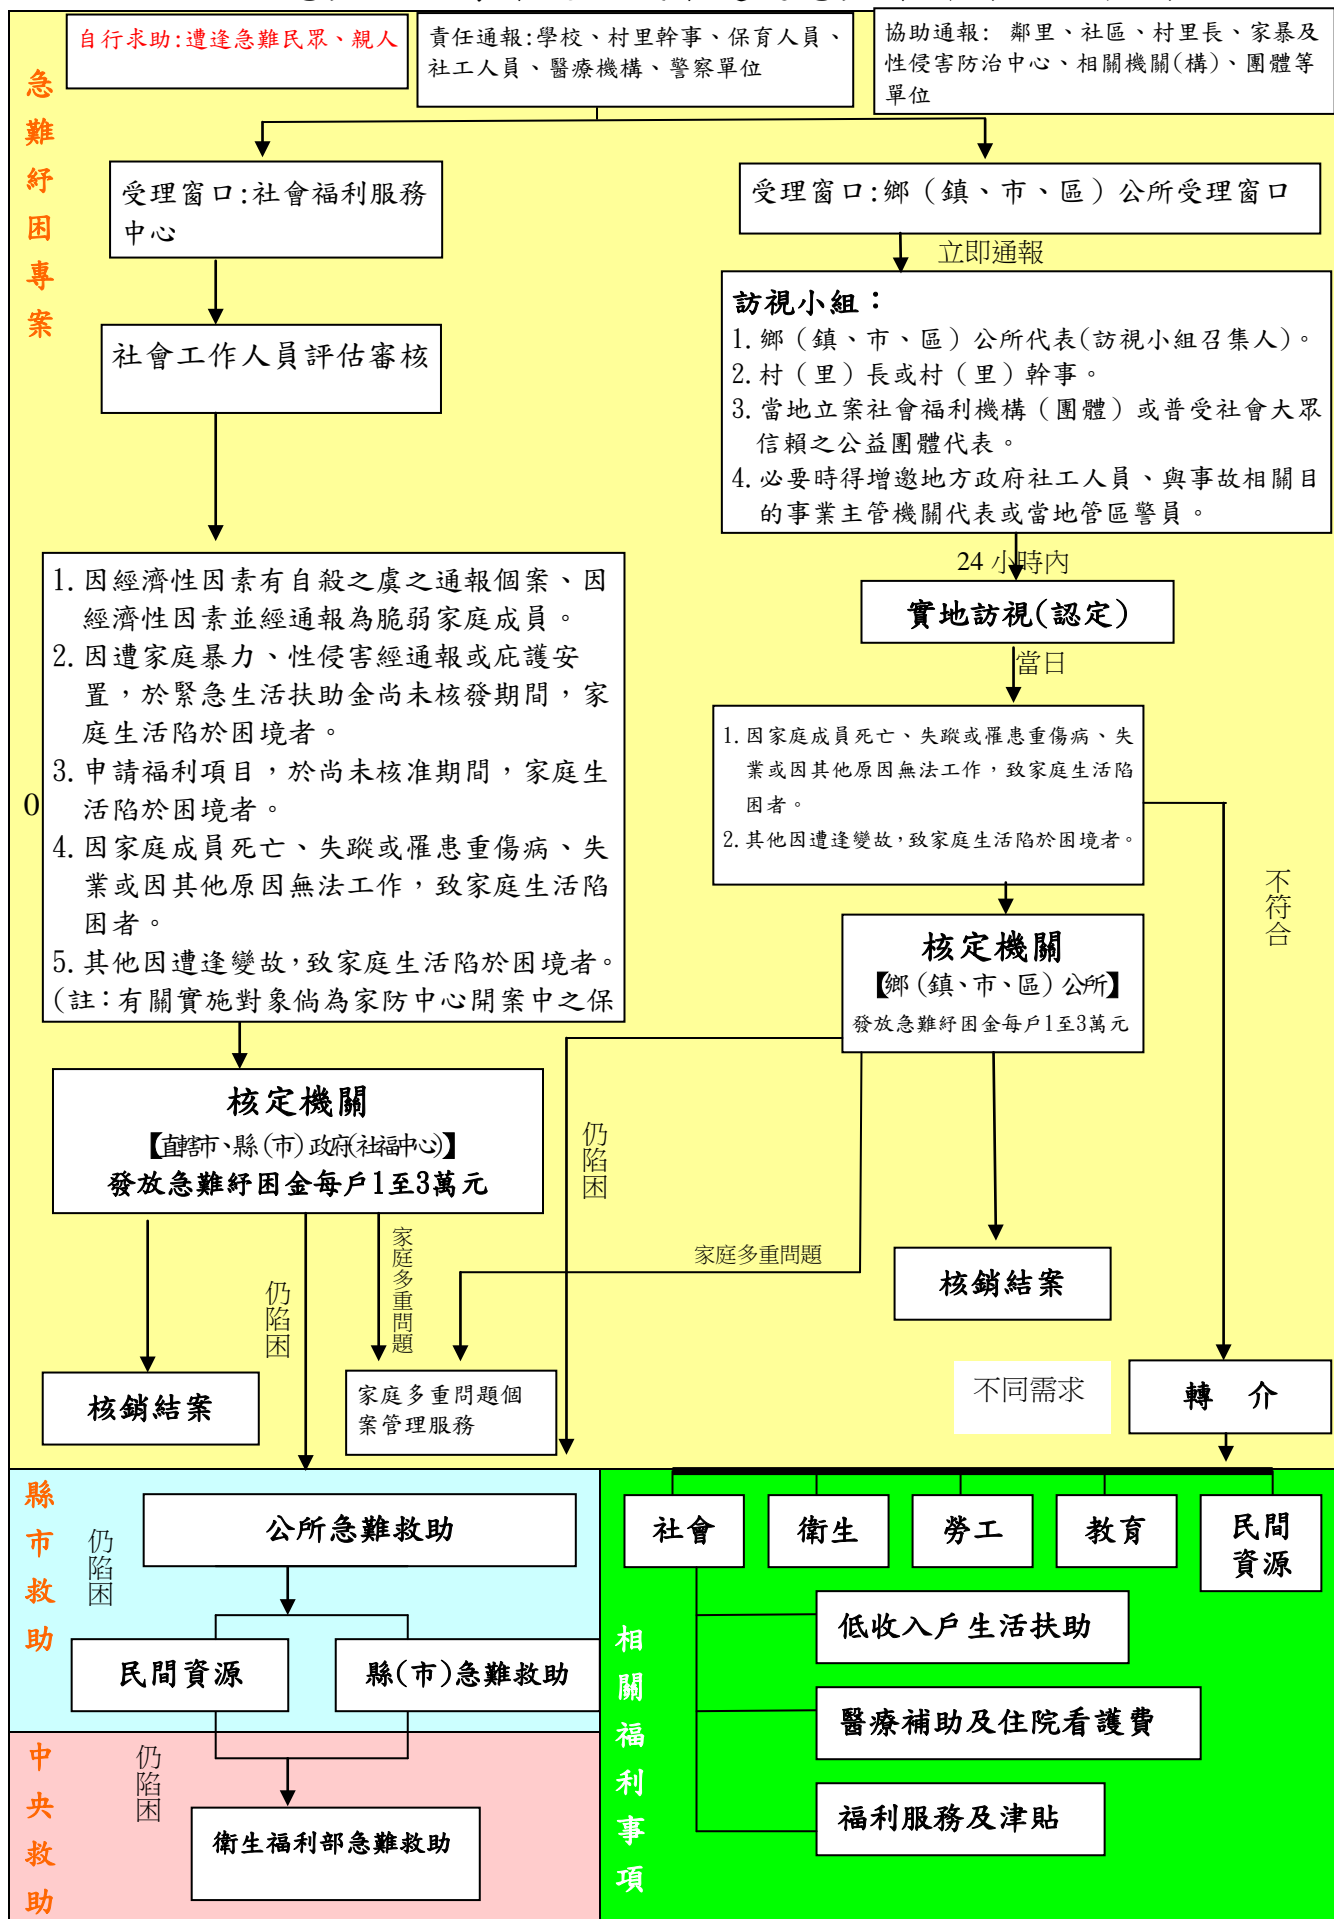 自行求助:遭逢急難民眾、親人
責任通報:學校、村里幹事、保育人員、
社工人員、醫療機構、警察單位
協助通報: 鄰里、社區、村里長、家暴及
性侵害防治中心、相關機關(構)、團體等
單位
急難紓困專案
受理窗口:社會福利服務
中心
受理窗口:鄉（鎮、市、區）公所受理窗口
立即通報
社會工作人員評估審核
訪視小組：
1.鄉（鎮、市、區）公所代表(訪視小組召集人)。
2.村（里）長或村（里）幹事。
3.當地立案社會福利機構（團體）或普受社會大眾
信賴之公益團體代表。
4.必要時得增邀地方政府社工人員、與事故相關目
的事業主管機關代表或當地管區警員。
24 小時內
實地訪視(認定)
當日
1.因經濟性因素有自殺之虞之通報個案、因
經濟性因素並經通報為脆弱家庭成員。
2.因遭家庭暴力、性侵害經通報或庇護安
置，於緊急生活扶助金尚未核發期間，家
庭生活陷於困境者。
3.申請福利項目，於尚未核准期間，家庭生
活陷於困境者。
4.因家庭成員死亡、失蹤或罹患重傷病、失
業或因其他原因無法工作，致家庭生活陷
困者。
5.其他因遭逢變故，致家庭生活陷於困境者。
(註：有關實施對象倘為家防中心開案中之保
0
1.因家庭成員死亡、失蹤或罹患重傷病、失
業或因其他原因無法工作，致家庭生活陷
困者。
2.其他因遭逢變故，致家庭生活陷於困境者。
不符合
核定機關
【鄉（鎮、市、區）公所】
發放急難紓困金每戶1至3萬元
核定機關
【直轄市、縣（市）政府(社福中心)】
發放急難紓困金每戶1至3萬元
仍陷困
家庭多重問題
仍陷困
家庭多重問題
核銷結案
核銷結案
家庭多重問題個
案管理服務
不同需求
轉 介
縣市救助
仍陷困
公所急難救助
民間資源
縣(市)急難救助
中央救助
仍陷困
衛生福利部急難救助
相關福利事項
社會
衛生
勞工
教育
民間
資源
低收入戶生活扶助
醫療補助及住院看護費
福利服務及津貼